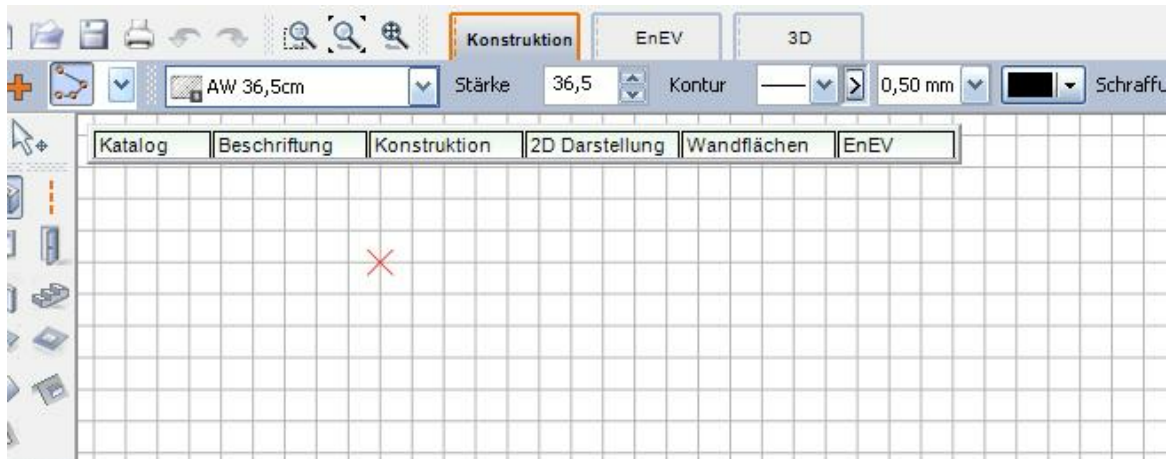 Konstruktion EnEV 3D
AW 36,5cm Stärke 36,5 Kontur 0,50 mm Schraffu
Katalog Beschriftung Konstruktion 2D Darstellung Wandflächen EnEV